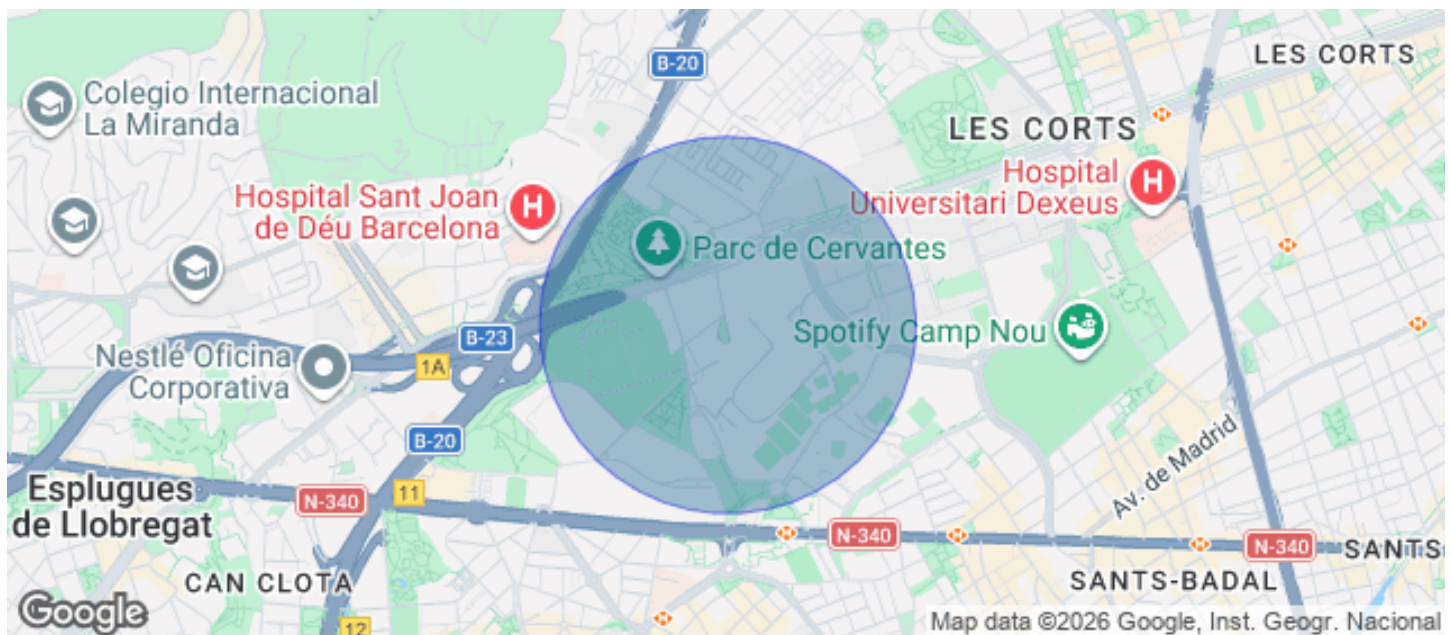 B-20
LES CORTS
Colegio Internacional
La Miranda
LES CORTS
Hospital
Universitari Dexeus
H
Hospital Sant Joan
de Déu Barcelona
H
Parc de Cervantes
Spotify Camp Nou
B-23
1A
Nestlé Oficina
Corporativa
B-20
Av. de Madrid
Esplugues
de Llobregat
N-340
11
N-340
N-340
SANTS
CAN CLOTA
SANTS-BADAL
Google
12
Map data ©2026 Google, Inst. Geogr. Nacional